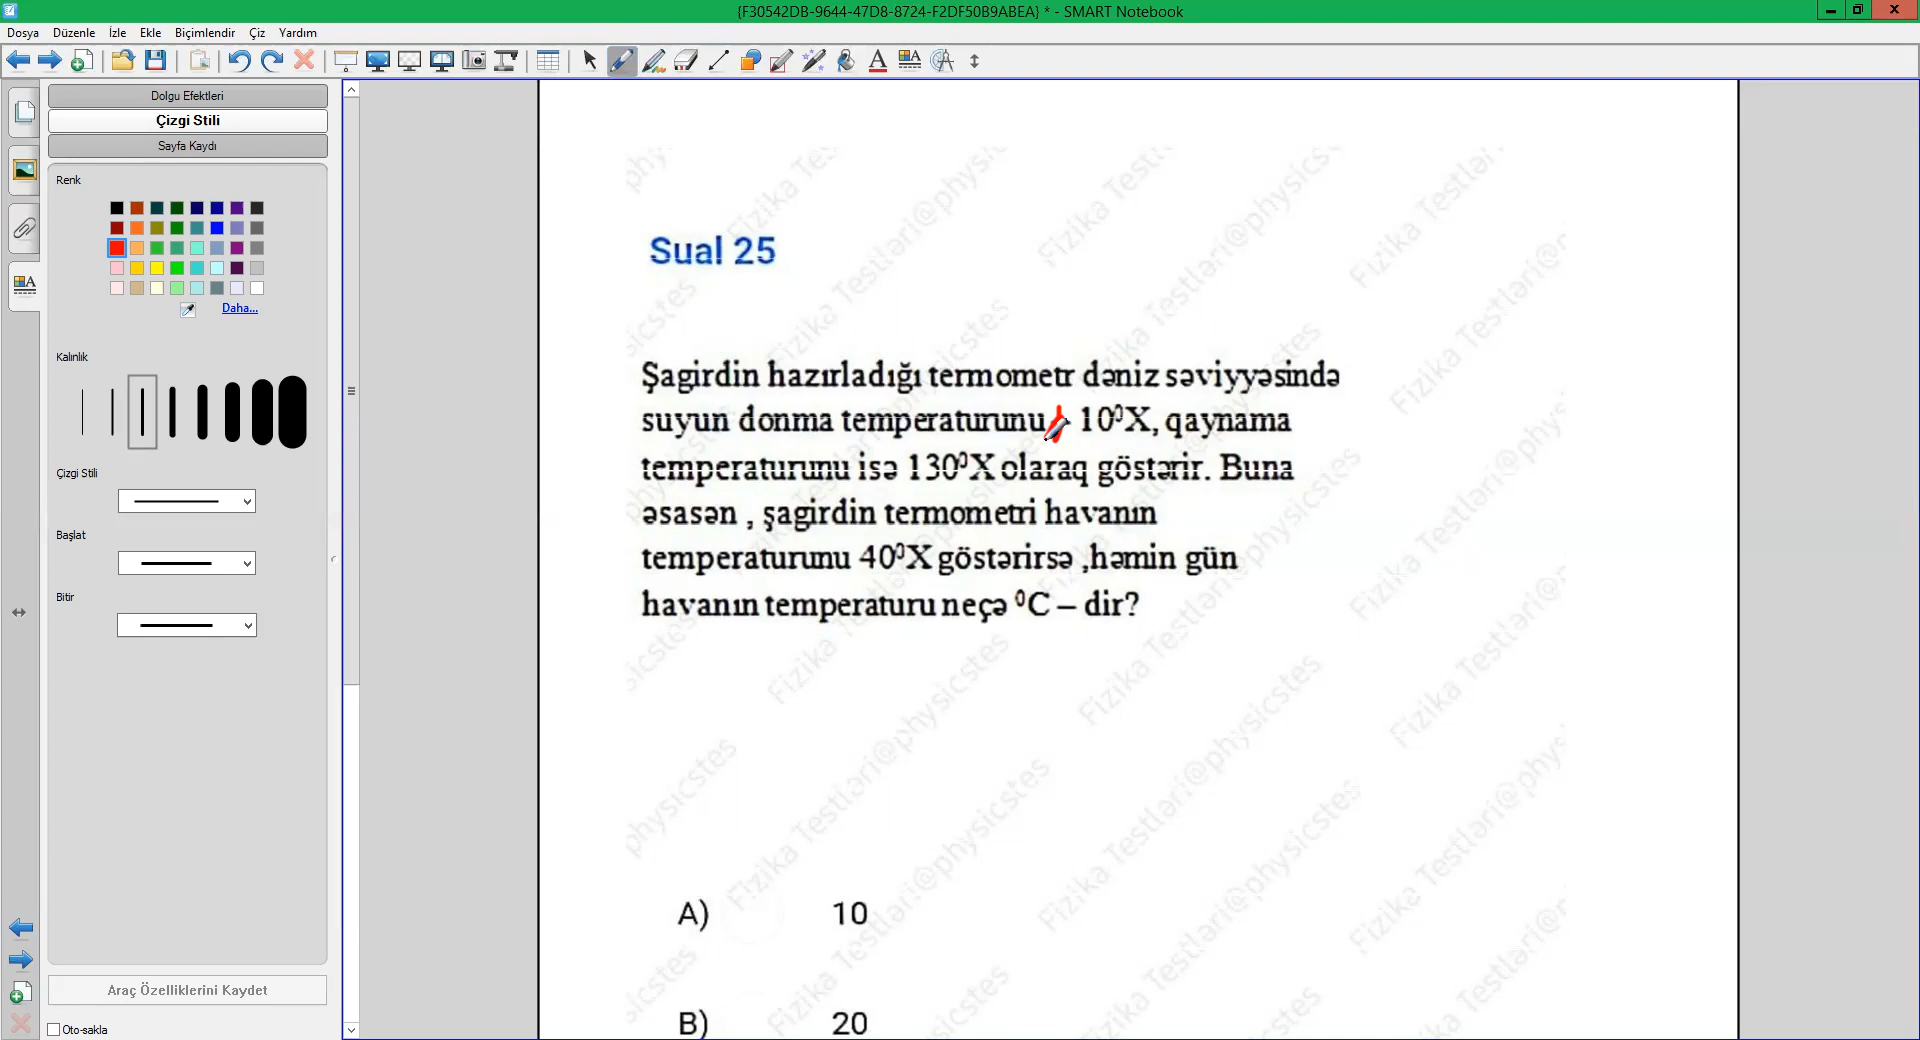 {F30542DB-9644-47D8-8724-F2DF50B9ABEA} * - SMART Notebook
Dosya Düzenle İzle Ekle Biçimlendir Çiz Yardım
Dolgu Efektleri
Çizgi Stili
Sayfa Kaydı
Renk
Daha...
Kalınlık
Çizgi Stili
Başlat
Bitir
Araç Özelliklerini Kaydet
Oto-sakla
Sual 25
Şagirdin hazırladığı termometr dəniz səviyyəsində
suyun donma temperaturunu 10⁰X, qaynama
temperaturunu isə 130⁰X olaraq göstərir. Buna
əsasən , şagirdin termometri havanın
temperaturunu 40⁰X göstərirsə ,həmin gün
havanın temperaturu neçə ⁰C – dir?
A) 10
B) 20
Fizika Testləri@physicstes